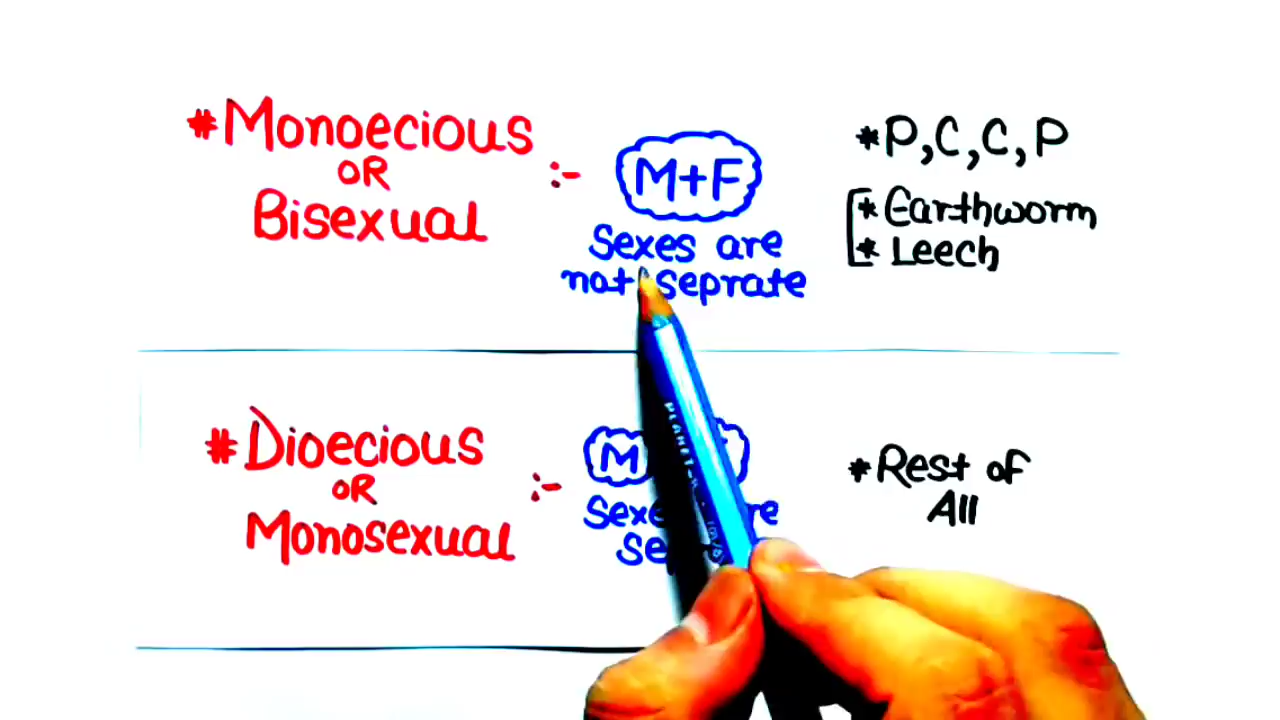 #Monoecious
OR
Bisexual
:-
M+F
Sexes are
not seprate
*P,C,C,P
* Earthworm
* Leech
#Dioecious
OR
Monosexual
:-
M
*Rest of
All